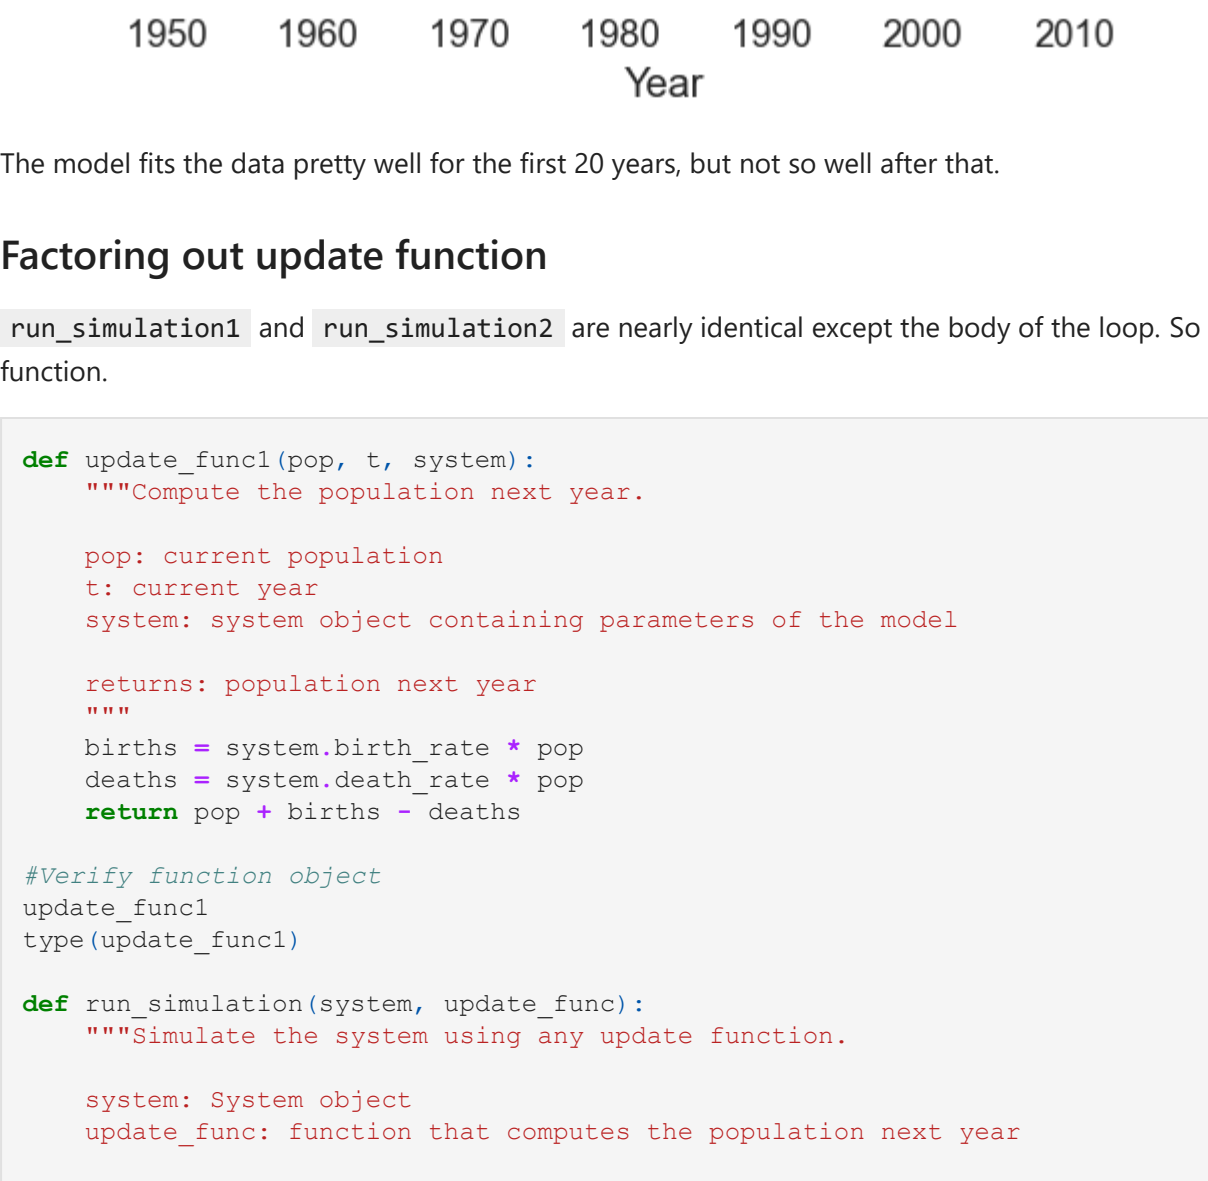 1950 1960 1970 1980 1990 2000 2010
Year
The model fits the data pretty well for the first 20 years, but not so well after that.
Factoring out update function
run_simulation1 and run_simulation2 are nearly identical except the body of the loop. So
function.
def update_func1(pop, t, system):
    """Compute the population next year.
    pop: current population
    t: current year
    system: system object containing parameters of the model
    returns: population next year
    """
    births = system.birth_rate * pop
    deaths = system.death_rate * pop
    return pop + births - deaths
#Verify function object
update_func1
type(update_func1)
def run_simulation(system, update_func):
    """Simulate the system using any update function.
    system: System object
    update_func: function that computes the population next year